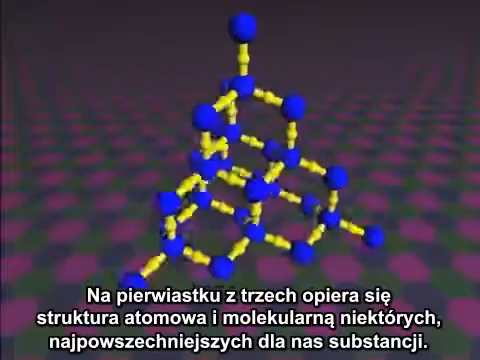 Na pierwiastku z trzech opiera się
struktura atomowa i molekularną niektórych,
najpowszechniejszych dla nas substancji.